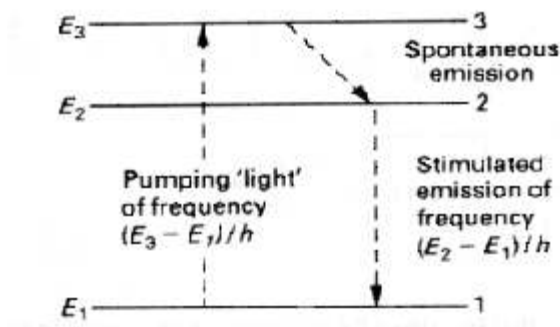 E3
3
Spontaneous
emission
E2
2
Pumping 'light'
of frequency
(E3 – E1)/h
Stimulated
emission of
frequency
(E2 – E1)/h
E1
1